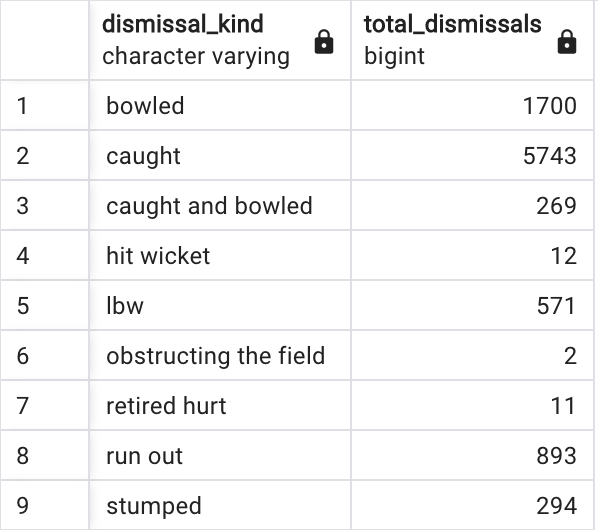 dismissal_kind total_dismissals
character varying bigint
1 bowled 1700
2 caught 5743
3 caught and bowled 269
4 hit wicket 12
5 lbw 571
6 obstructing the field 2
7 retired hurt 11
8 run out 893
9 stumped 294